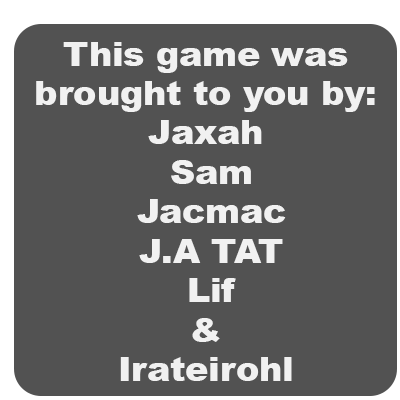 This game was
brought to you by:
Jaxah
Sam
Jacmac
J.A TAT
Lif
&
Irateirohl